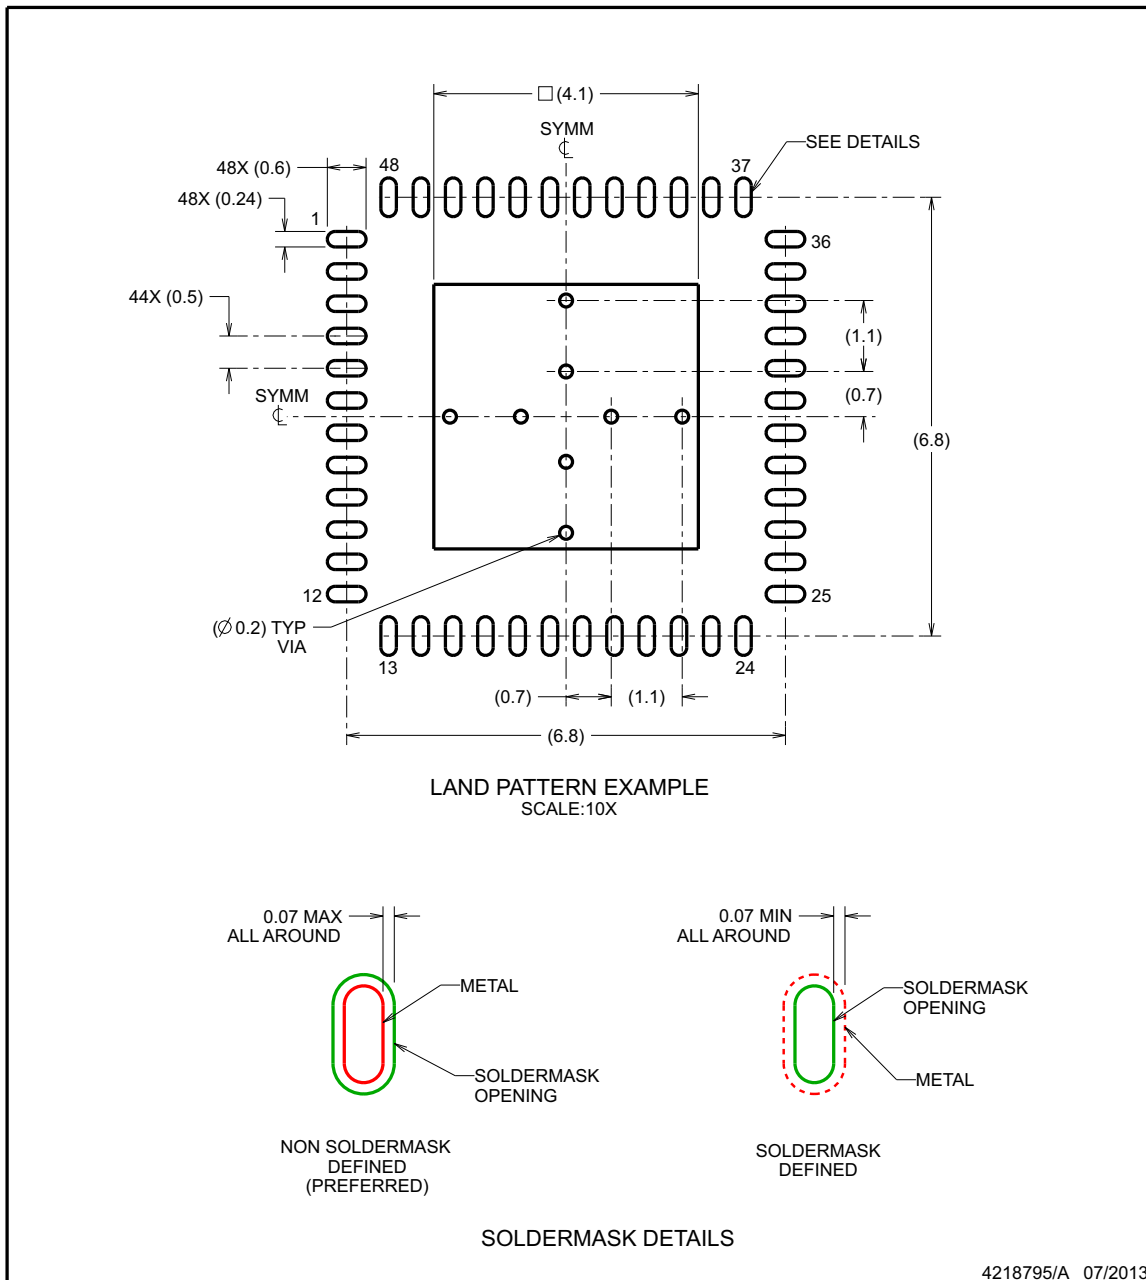 □ (4.1)
SYMM
℄
SEE DETAILS
48X (0.6)
48
37
48X (0.24)
1
36
44X (0.5)
(1.1)
SYMM
℄
(0.7)
(6.8)
12
25
(∅ 0.2) TYP
VIA
13
24
(0.7)
(1.1)
(6.8)
LAND PATTERN EXAMPLE
SCALE:10X
0.07 MAX
ALL AROUND
METAL
SOLDERMASK
OPENING
NON SOLDERMASK
DEFINED
(PREFERRED)
0.07 MIN
ALL AROUND
SOLDERMASK
OPENING
METAL
SOLDERMASK
DEFINED
SOLDERMASK DETAILS
4218795/A 07/2013